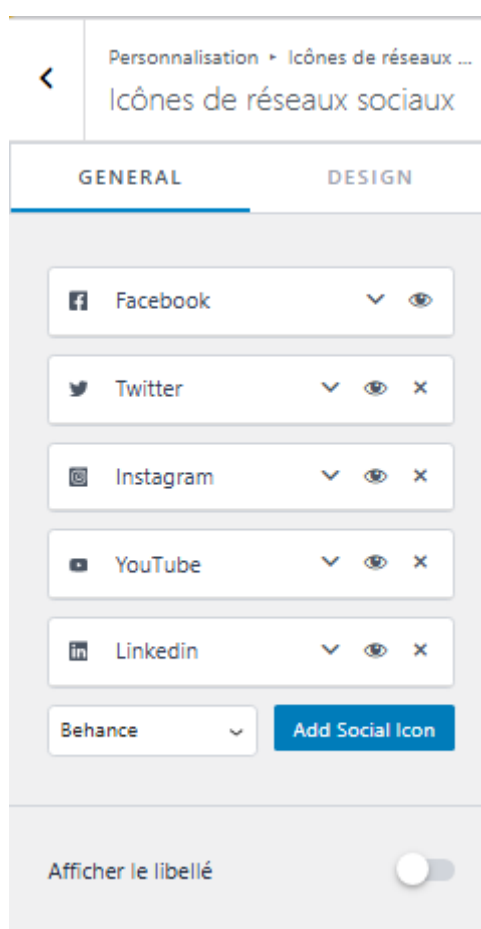 Personnalisation ▸ Icônes de réseaux ...
Icônes de réseaux sociaux
GENERAL
DESIGN
Facebook
Twitter
Instagram
YouTube
Linkedin
Behance
Add Social Icon
Afficher le libellé